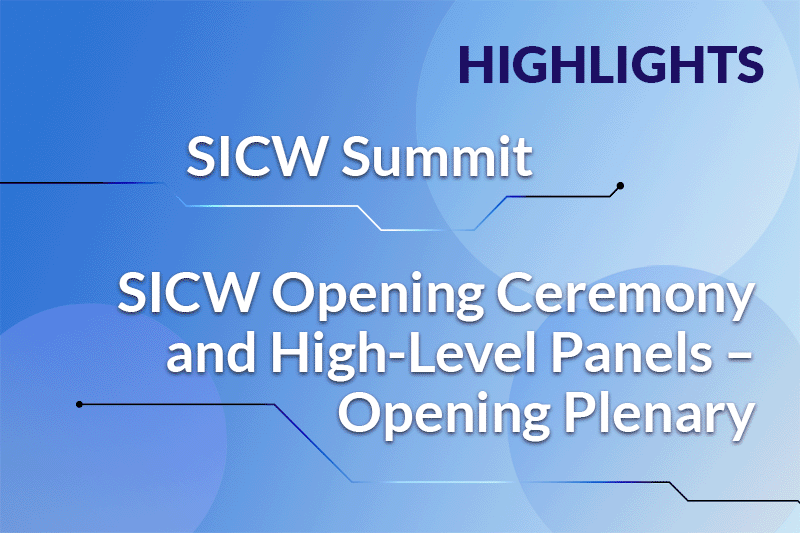 HIGHLIGHTS
SICW Summit
SICW Opening Ceremony
and High-Level Panels –
Opening Plenary